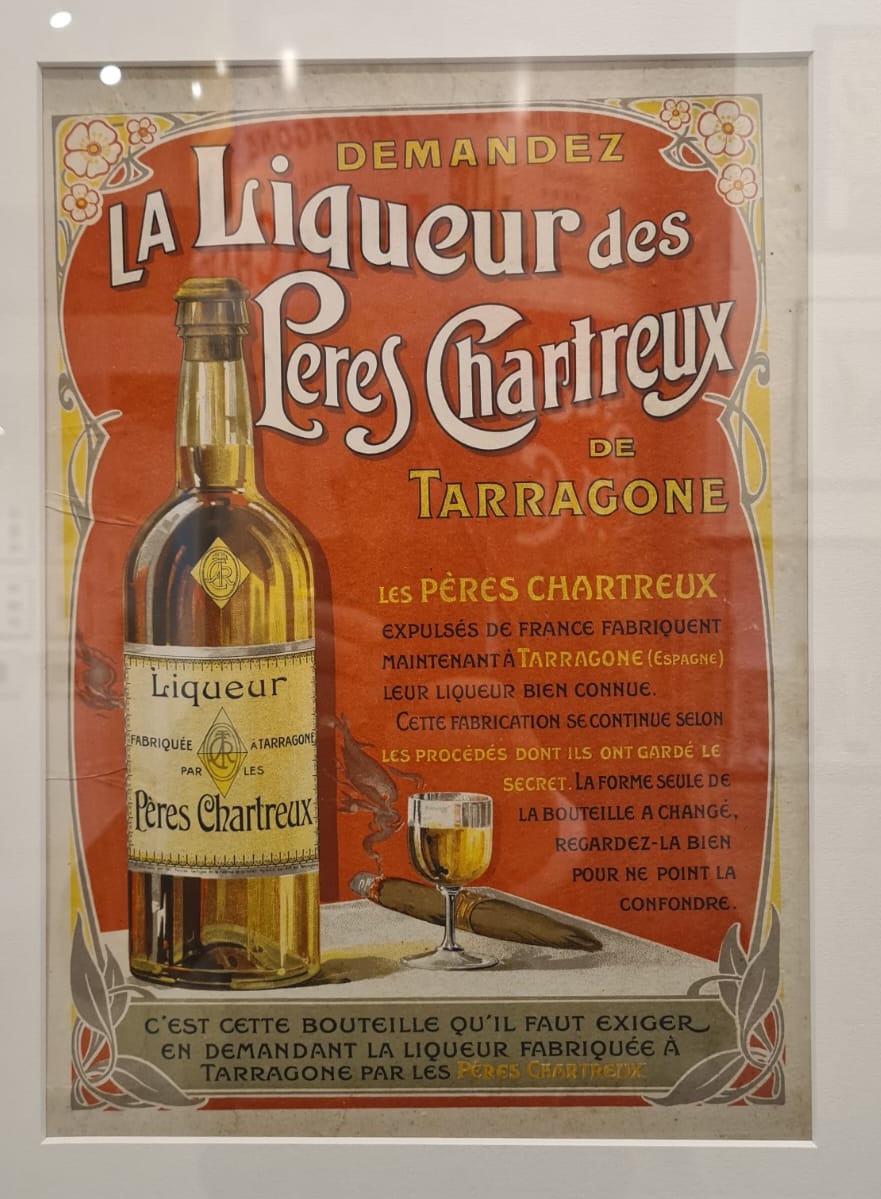 DEMANDEZ
LA Liqueur des
Peres Chartreux
DE
TARRAGONE
LES PÈRES CHARTREUX
EXPULSÉS DE FRANCE FABRIQUENT
MAINTENANT À TARRAGONE (ESPAGNE)
LEUR LIQUEUR BIEN CONNUE.
CETTE FABRICATION SE CONTINUE SELON
LES PROCÉDÉS DONT ILS ONT GARDÉ LE
SECRET. LA FORME SEULE DE
LA BOUTEILLE A CHANGÉ,
REGARDEZ-LA BIEN
POUR NE POINT LA
CONFONDRE.
Liqueur
FABRIQUÉE À TARRAGONE
PAR LES
Pères Chartreux
C'EST CETTE BOUTEILLE QU'IL FAUT EXIGER
EN DEMANDANT LA LIQUEUR FABRIQUÉE À
TARRAGONE PAR LES PÈRES CHARTREUX